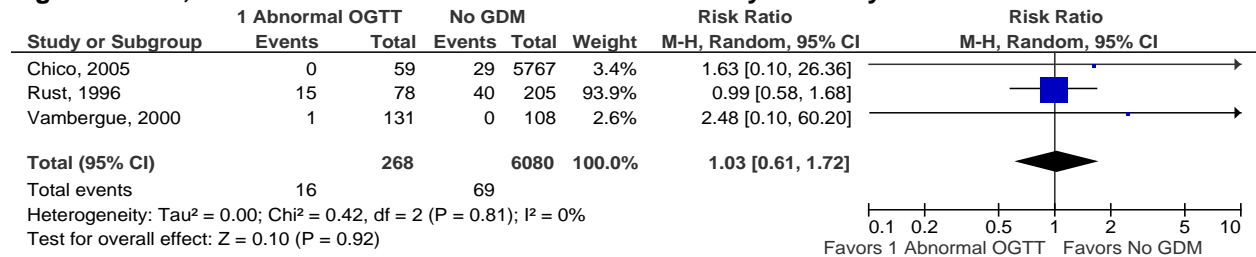 1 Abnormal OGTT No GDM Risk Ratio Risk Ratio
Study or Subgroup Events Total Events Total Weight M-H, Random, 95% CI M-H, Random, 95% CI
Chico, 2005 0 59 29 5767 3.4% 1.63 [0.10, 26.36]
Rust, 1996 15 78 40 205 93.9% 0.99 [0.58, 1.68]
Vambergue, 2000 1 131 0 108 2.6% 2.48 [0.10, 60.20]
Total (95% CI) 268 6080 100.0% 1.03 [0.61, 1.72]
Total events 16 69
Heterogeneity: Tau² = 0.00; Chi² = 0.42, df = 2 (P = 0.81); I² = 0%
Test for overall effect: Z = 0.10 (P = 0.92)
0.1 0.2 0.5 1 2 5 10
Favors 1 Abnormal OGTT Favors No GDM